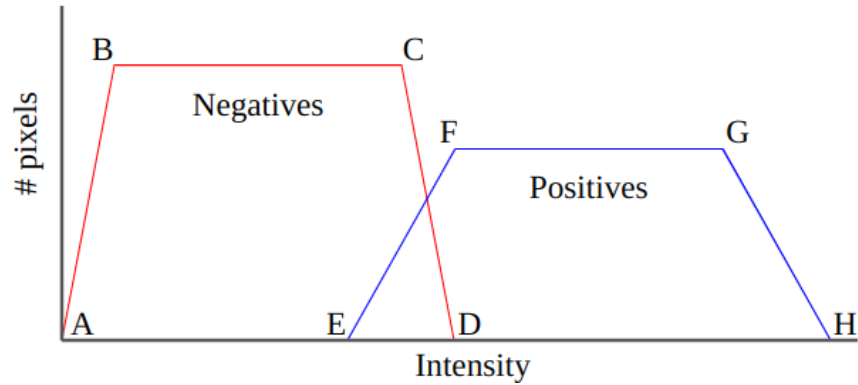 B
C
Negatives
F
G
Positives
# pixels
A
E
D
H
Intensity